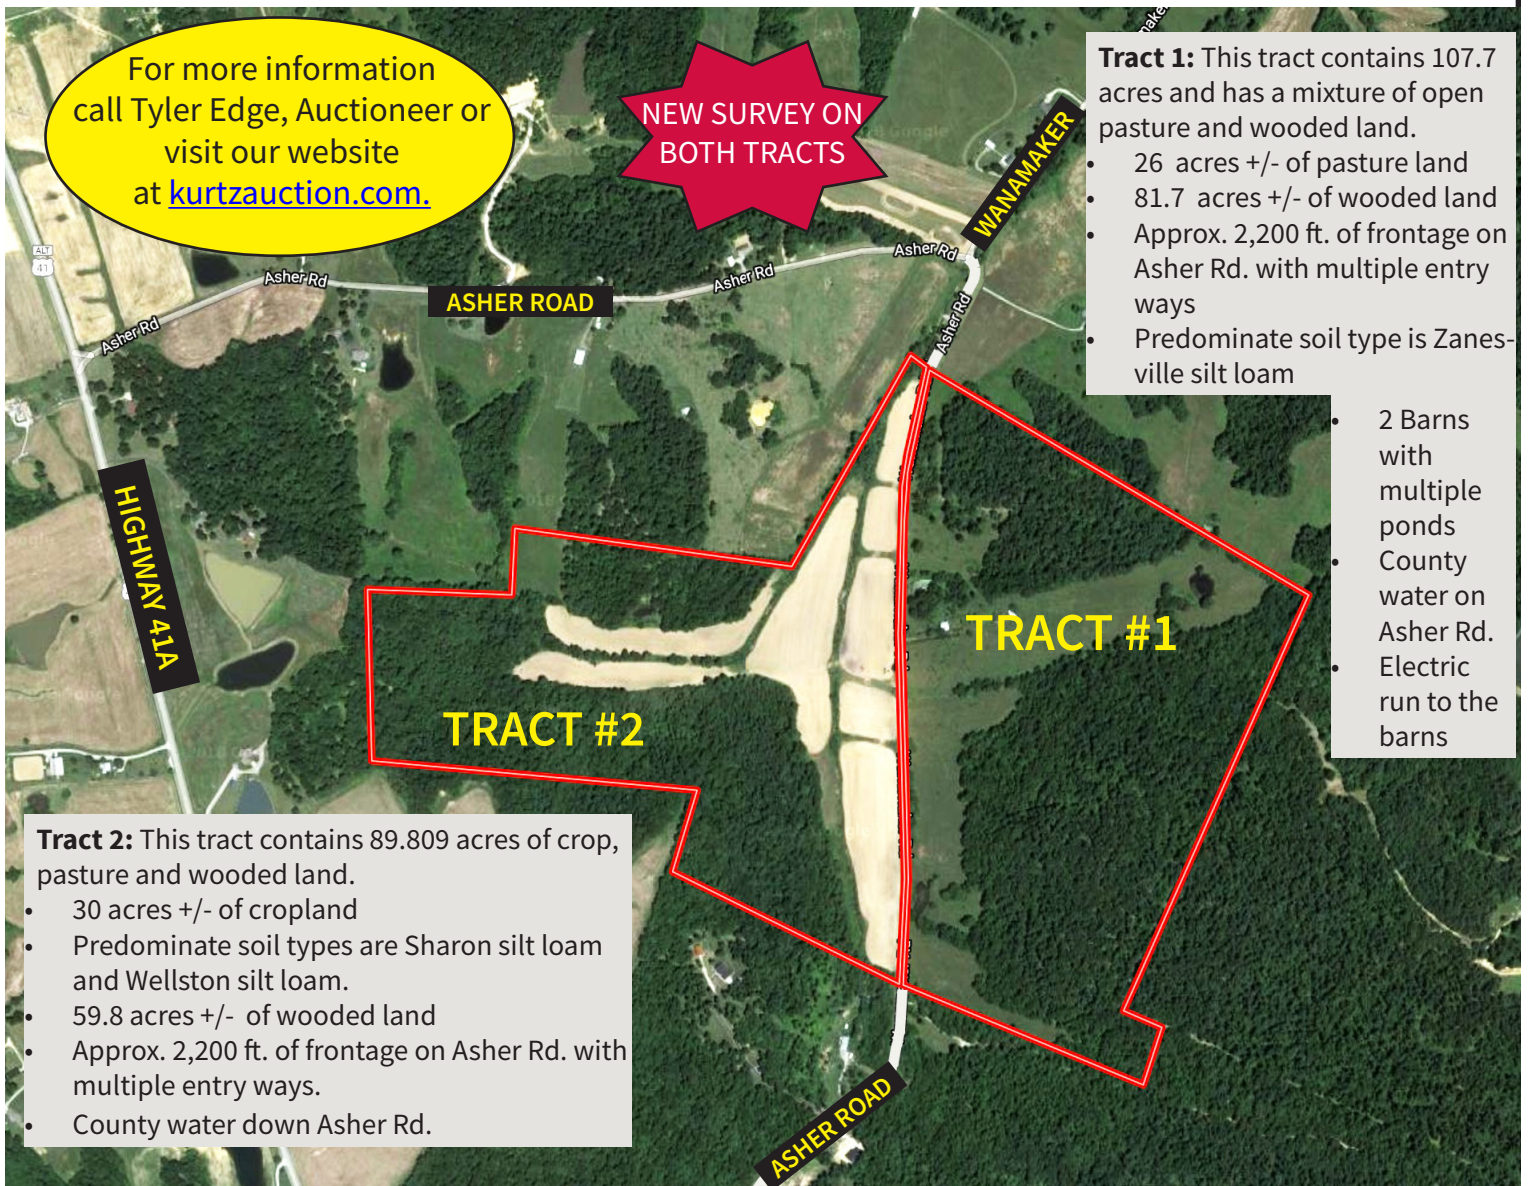 For more information
call Tyler Edge, Auctioneer or
visit our website
at kurtzauction.com.
NEW SURVEY ON
BOTH TRACTS
Tract 1: This tract contains 107.7
acres and has a mixture of open
pasture and wooded land.
• 26 acres +/- of pasture land
• 81.7 acres +/- of wooded land
• Approx. 2,200 ft. of frontage on
Asher Rd. with multiple entry
ways
• Predominate soil type is Zanes-
ville silt loam
• 2 Barns
with
multiple
ponds
• County
water on
Asher Rd.
• Electric
run to the
barns
WANAMAKER
ALT
41
Asher Rd
Asher Rd
Asher Rd
Asher Rd
Asher Rd
ASHER ROAD
HIGHWAY 41A
TRACT #1
TRACT #2
Tract 2: This tract contains 89.809 acres of crop,
pasture and wooded land.
• 30 acres +/- of cropland
• Predominate soil types are Sharon silt loam
and Wellston silt loam.
• 59.8 acres +/- of wooded land
• Approx. 2,200 ft. of frontage on Asher Rd. with
multiple entry ways.
• County water down Asher Rd.
ASHER ROAD